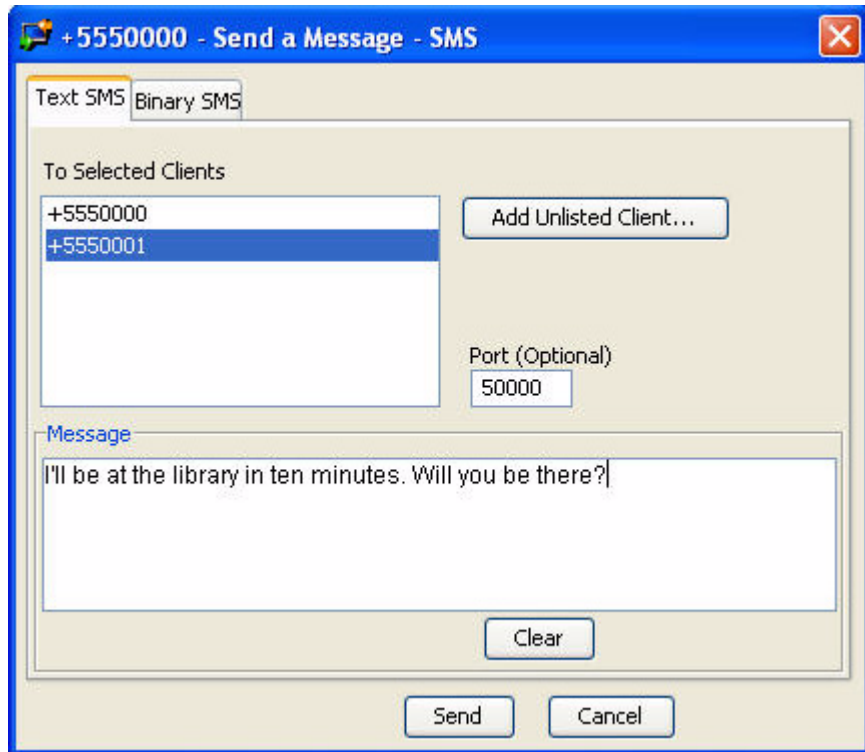 +5550000 - Send a Message - SMS
Text SMS Binary SMS
To Selected Clients
+5550000
+5550001
Add Unlisted Client...
Port (Optional)
50000
Message
I'll be at the library in ten minutes. Will you be there?
Clear
Send Cancel